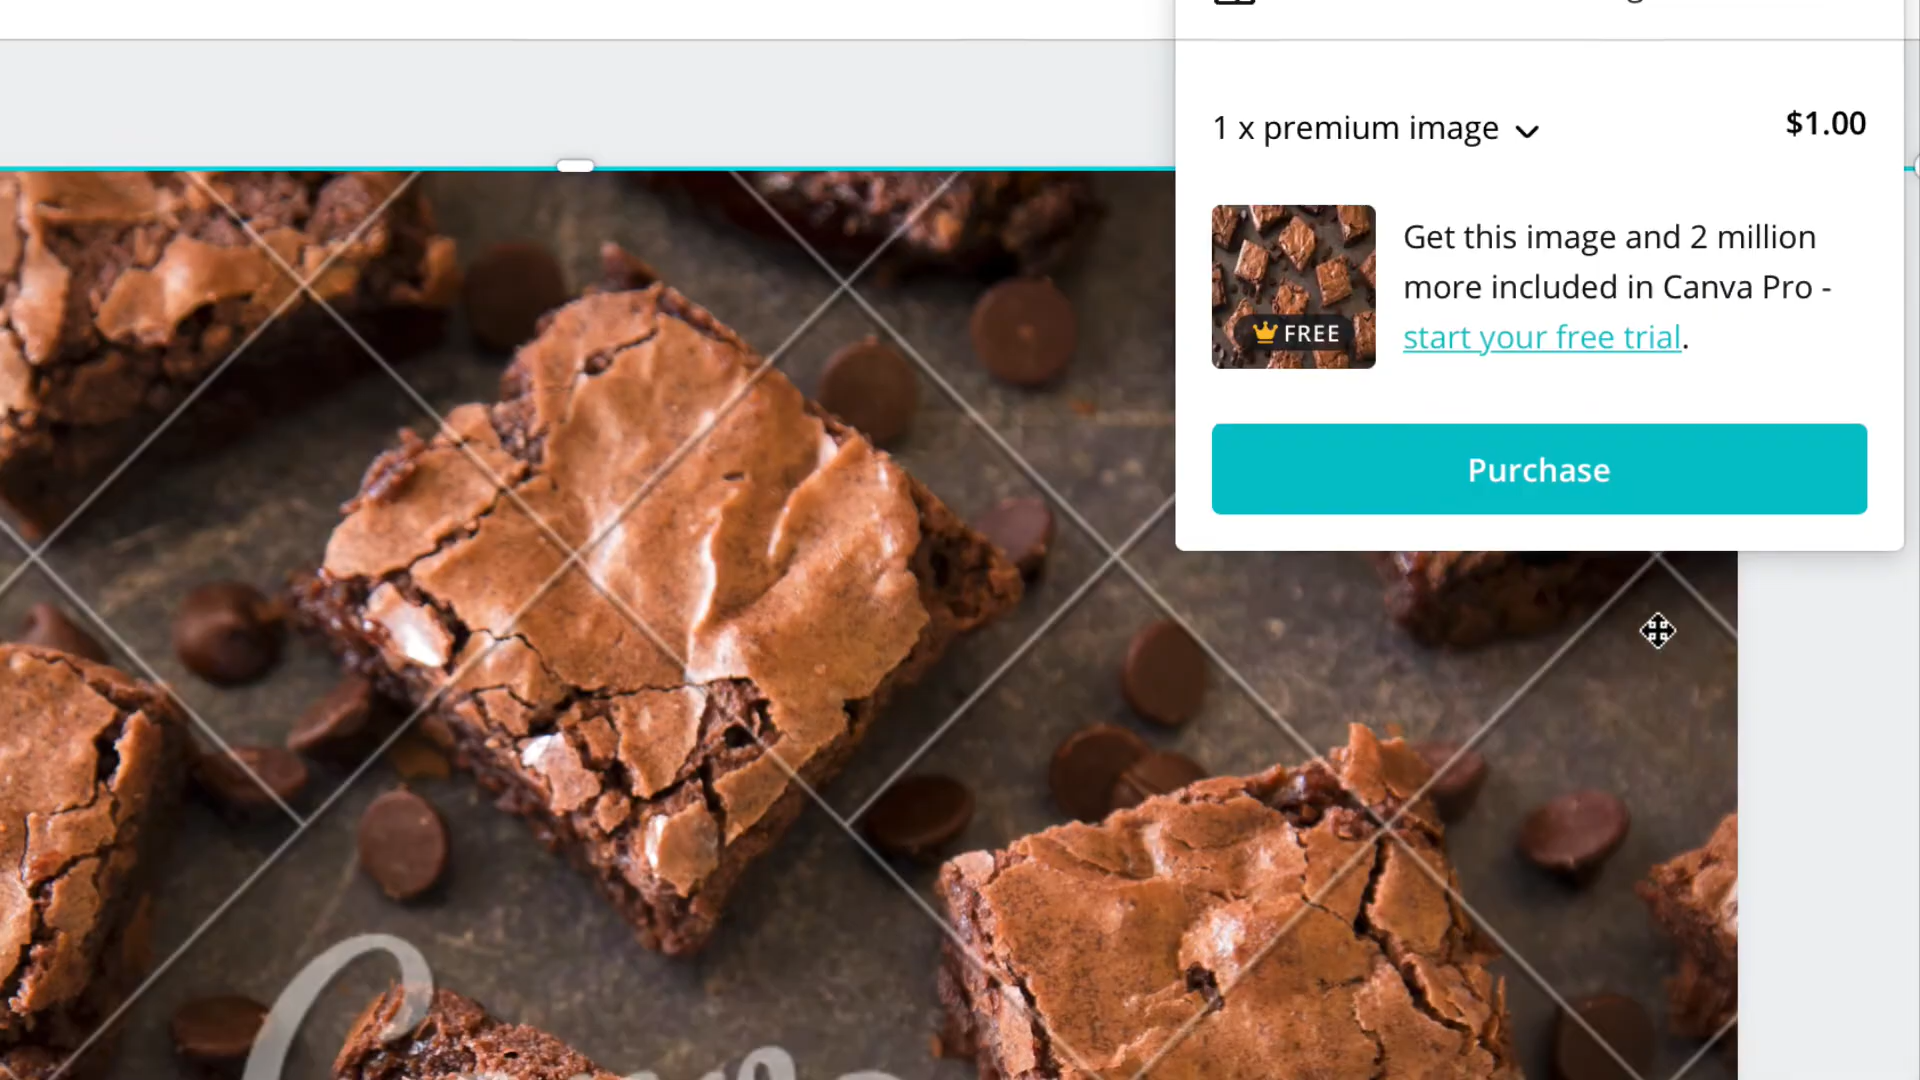 1 x premium image
$1.00
Get this image and 2 million
more included in Canva Pro -
start your free trial.
FREE
Purchase